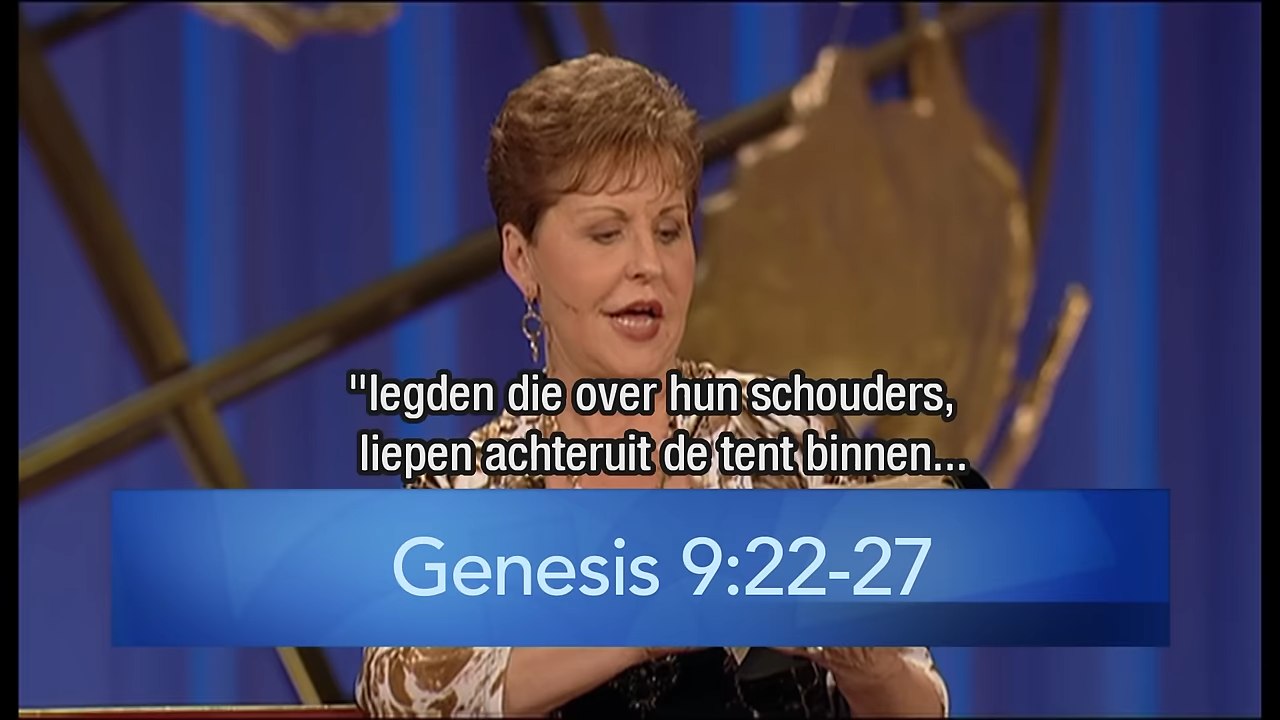 "legden die over hun schouders,
liepen achteruit de tent binnen...
Genesis 9:22-27